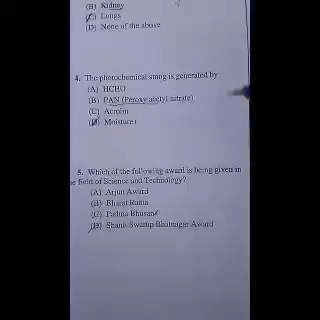 (B) Kidney
(C) Lungs
(D) None of the above
4. The photochemical smog is generated by
(A) HCHO
(B) PAN (Peroxy acetyl nitrate)
(C) Acrolin
(D) Moisture
5. Which of the following award is being given in
he field of Science and Technology?
(A) Arjun Award
(B) Bharat Ratna
(C) Padma Bhusan
(D) Shanti Swarup Bhatnagar Award